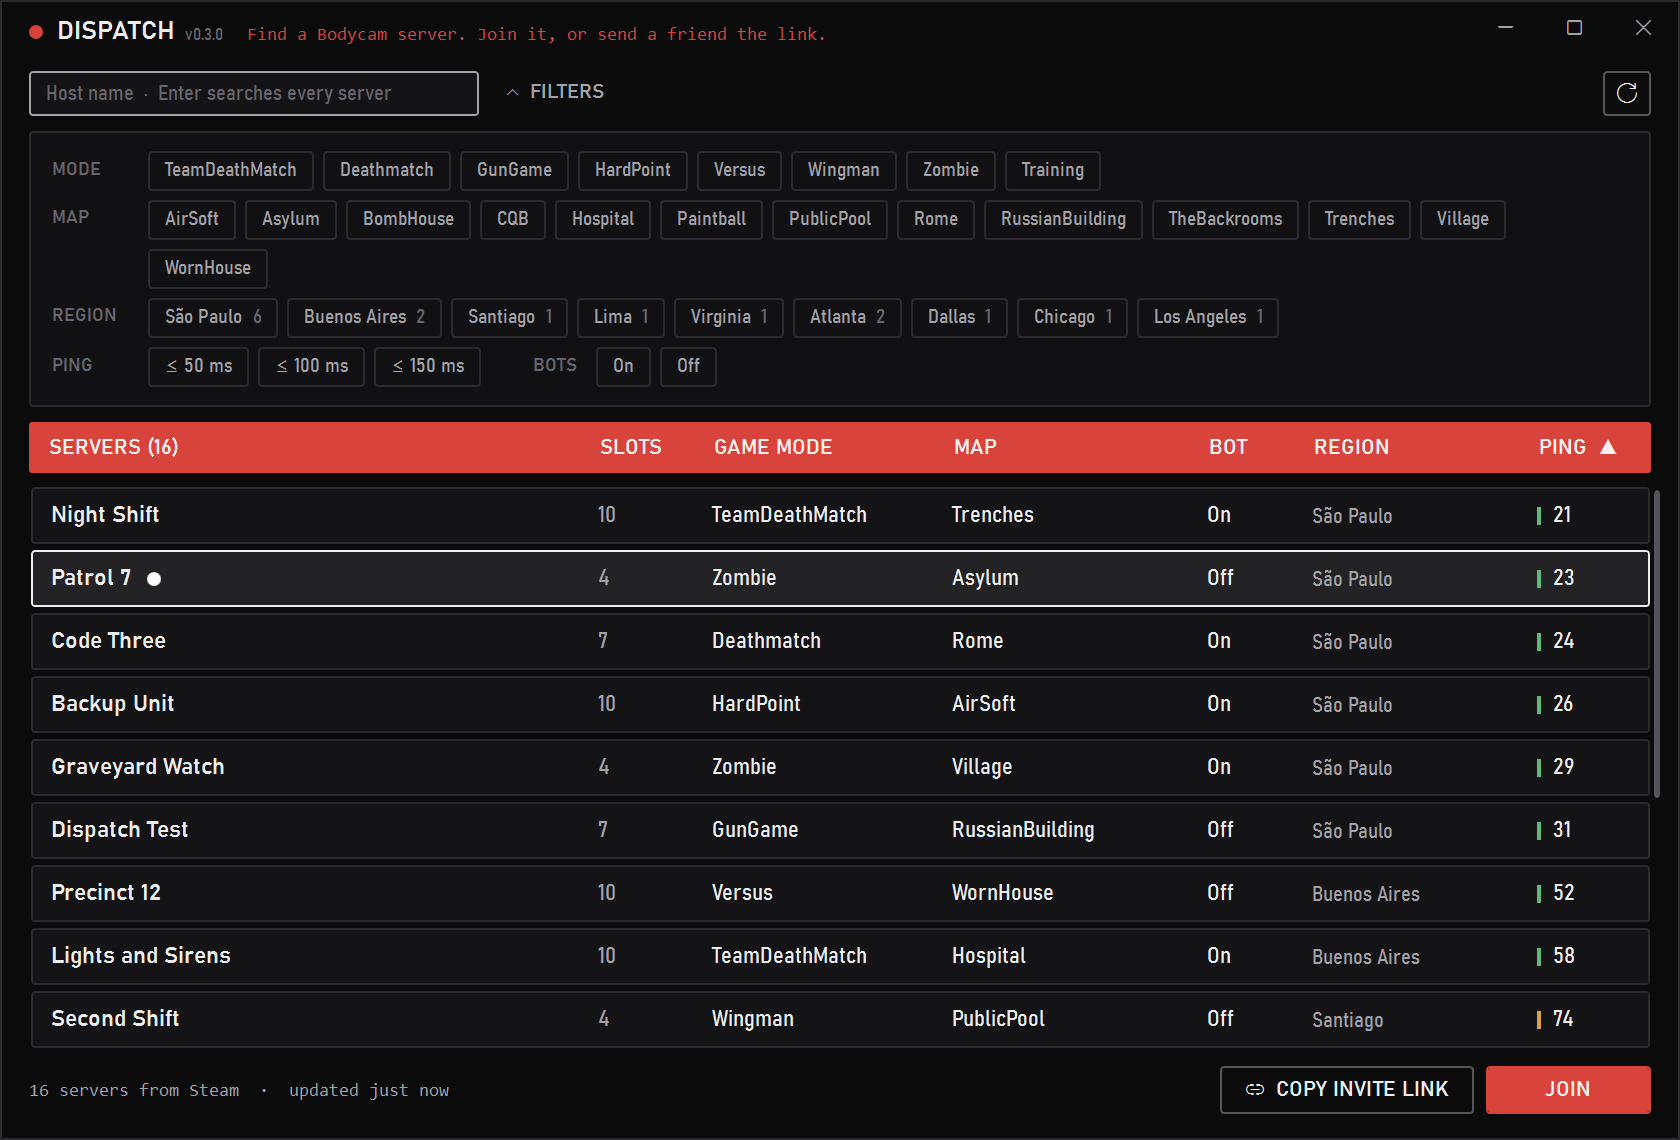 DISPATCH v0.3.0 Find a Bodycam server. Join it, or send a friend the link.
Host name · Enter searches every server
FILTERS
MODE TeamDeathMatch Deathmatch GunGame HardPoint Versus Wingman Zombie Training
MAP AirSoft Asylum BombHouse CQB Hospital Paintball PublicPool Rome RussianBuilding TheBackrooms Trenches Village
WornHouse
REGION São Paulo 6 Buenos Aires 2 Santiago 1 Lima 1 Virginia 1 Atlanta 2 Dallas 1 Chicago 1 Los Angeles 1
PING ≤ 50 ms ≤ 100 ms ≤ 150 ms BOTS On Off
SERVERS (16) SLOTS GAME MODE MAP BOT REGION PING ▲
Night Shift 10 TeamDeathMatch Trenches On São Paulo 21
Patrol 7 4 Zombie Asylum Off São Paulo 23
Code Three 7 Deathmatch Rome On São Paulo 24
Backup Unit 10 HardPoint AirSoft On São Paulo 26
Graveyard Watch 4 Zombie Village On São Paulo 29
Dispatch Test 7 GunGame RussianBuilding Off São Paulo 31
Precinct 12 10 Versus WornHouse Off Buenos Aires 52
Lights and Sirens 10 TeamDeathMatch Hospital On Buenos Aires 58
Second Shift 4 Wingman PublicPool Off Santiago 74
16 servers from Steam · updated just now
COPY INVITE LINK
JOIN